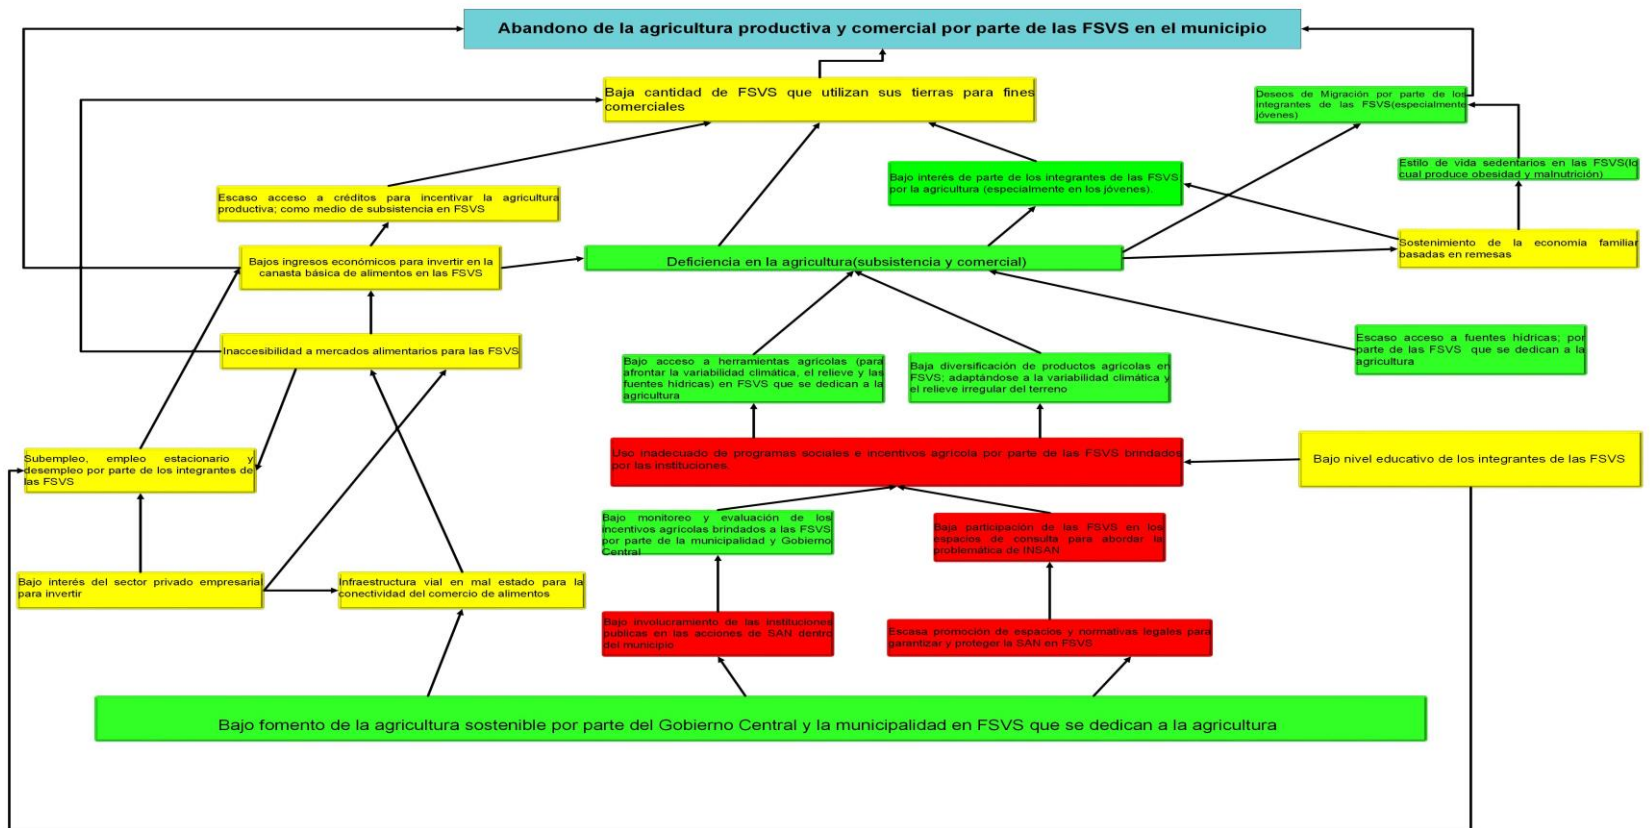 Abandono de la agricultura productiva y comercial por parte de las FSVS en el municipio
Baja cantidad de FSVS que utilizan sus tierras para fines
comerciales
Deseos de Migración por parte de los
integrantes de las FSVS(especialmente
jóvenes)
Bajo interés de parte de los integrantes de las FSVS
por la agricultura (especialmente en los jóvenes).
Estilo de vida sedentarios en las FSVS(lo
cual produce obesidad y malnutrición)
Escaso acceso a créditos para incentivar la agricultura
productiva; como medio de subsistencia en FSVS
Bajos ingresos económicos para invertir en la
canasta básica de alimentos en las FSVS
Deficiencia en la agricultura(subsistencia y comercial)
Sostenimiento de la economía familiar
basadas en remesas
Inaccesibilidad a mercados alimentarios para las FSVS
Bajo acceso a herramientas agrícolas (para
afrontar la variabilidad climática, el relieve y las
fuentes hídricas) en FSVS que se dedican a la
agricultura
Baja diversificación de productos agrícolas en
FSVS; adaptándose a la variabilidad climática y
el relieve irregular del terreno
Escaso acceso a fuentes hídricas; por
parte de las FSVS que se dedican a la
agricultura
Subempleo, empleo estacionario y
desempleo por parte de los integrantes de
las FSVS
Uso inadecuado de programas sociales e incentivos agrícola por parte de las FSVS brindados
por las instituciones.
Bajo nivel educativo de los integrantes de las FSVS
Bajo monitoreo y evaluación de los
incentivos agrícolas brindados a las FSVS
por parte de la municipalidad y Gobierno
Central
Baja participación de las FSVS en los
espacios de consulta para abordar la
problemática de INSAN
Bajo interés del sector privado empresarial
para invertir
Infraestructura vial en mal estado para la
conectividad del comercio de alimentos
Bajo involucramiento de las instituciones
publicas en las acciones de SAN dentro
del municipio
Escasa promoción de espacios y normativas legales para
garantizar y proteger la SAN en FSVS
Bajo fomento de la agricultura sostenible por parte del Gobierno Central y la municipalidad en FSVS que se dedican a la agricultura